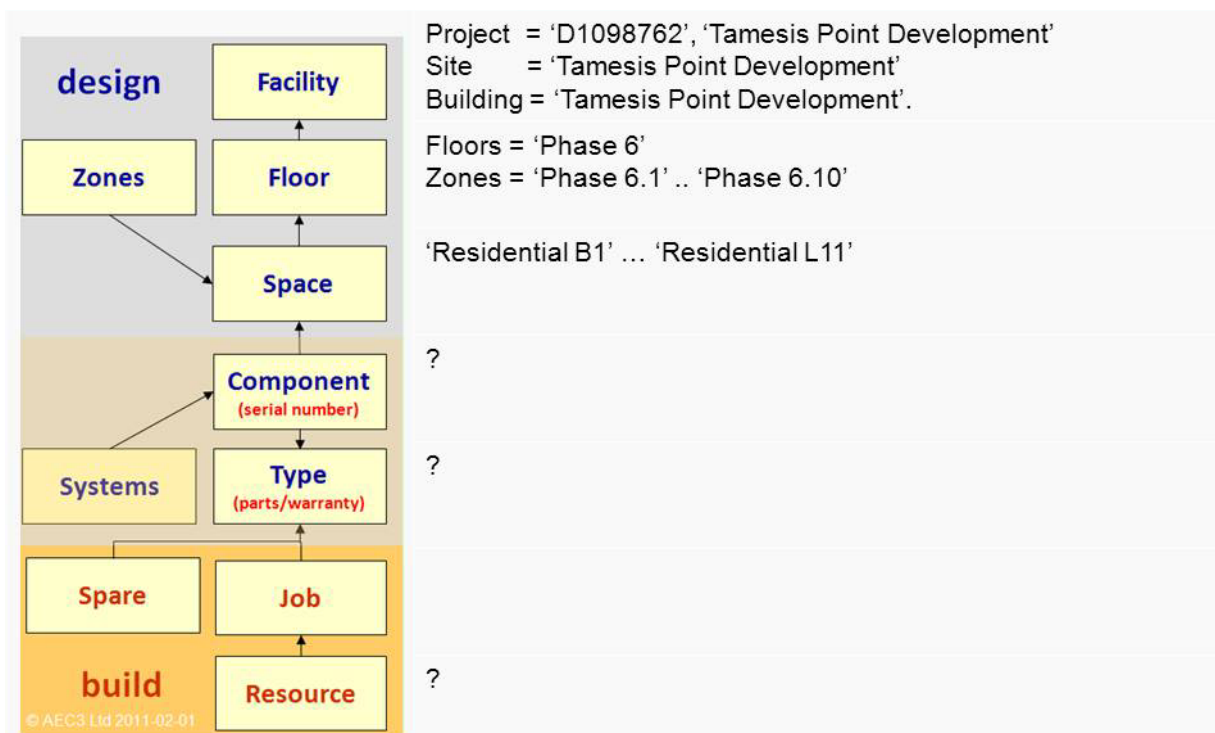 design
Facility
Project = ‘D1098762’, ‘Tamesis Point Development’
Site = ‘Tamesis Point Development’
Building = ‘Tamesis Point Development’.
Zones
Floor
Floors = ‘Phase 6’
Zones = ‘Phase 6.1’ .. ‘Phase 6.10’
Space
‘Residential B1’ … ‘Residential L11’
Component
(serial number)
?
Systems
Type
(parts/warranty)
?
Spare
Job
build
Resource
?
© AEC3 Ltd 2011-02-01